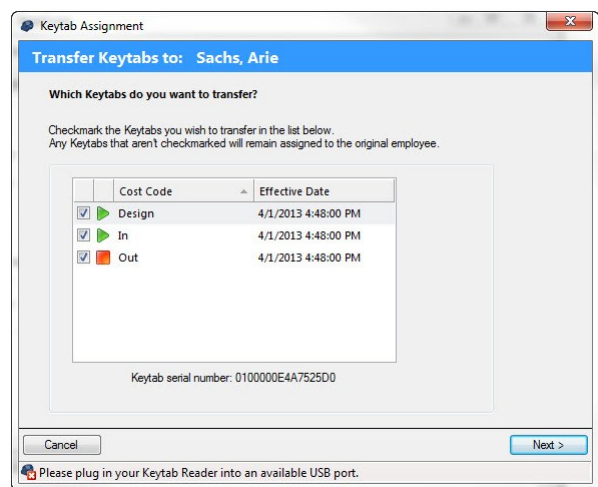 Keytab Assignment
Transfer Keytabs to: Sachs, Arie
Which Keytabs do you want to transfer?
Checkmark the Keytabs you wish to transfer in the list below.
Any Keytabs that aren't checkmarked will remain assigned to the original employee.
Cost Code Effective Date
Design 4/1/2013 4:48:00 PM
In 4/1/2013 4:48:00 PM
Out 4/1/2013 4:48:00 PM
Keytab serial number: 0100000E4A7525D0
Cancel Next >
Please plug in your Keytab Reader into an available USB port.